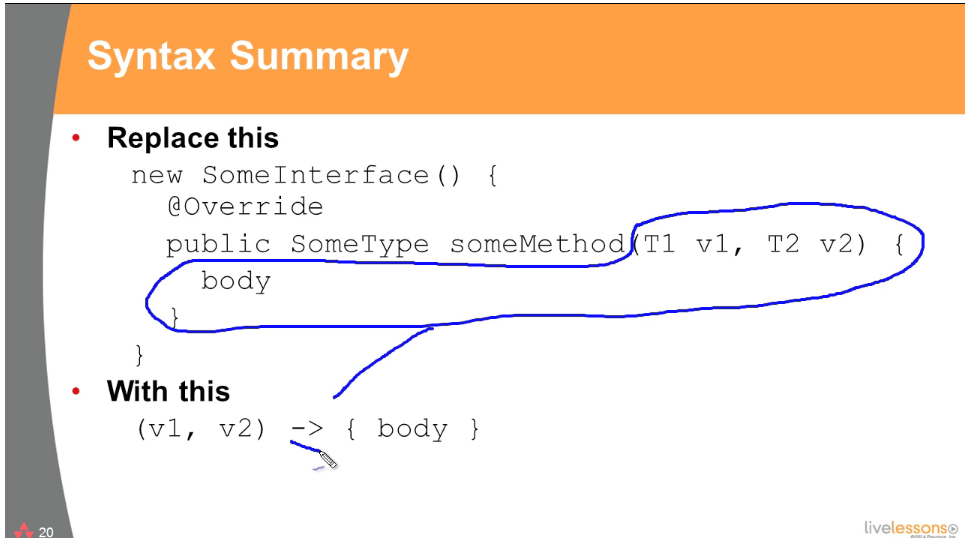 Syntax Summary
• Replace this
new SomeInterface() {
@Override
public SomeType someMethod(T1 v1, T2 v2) {
body
}
}
• With this
(v1, v2) -> { body }
20
livelessons